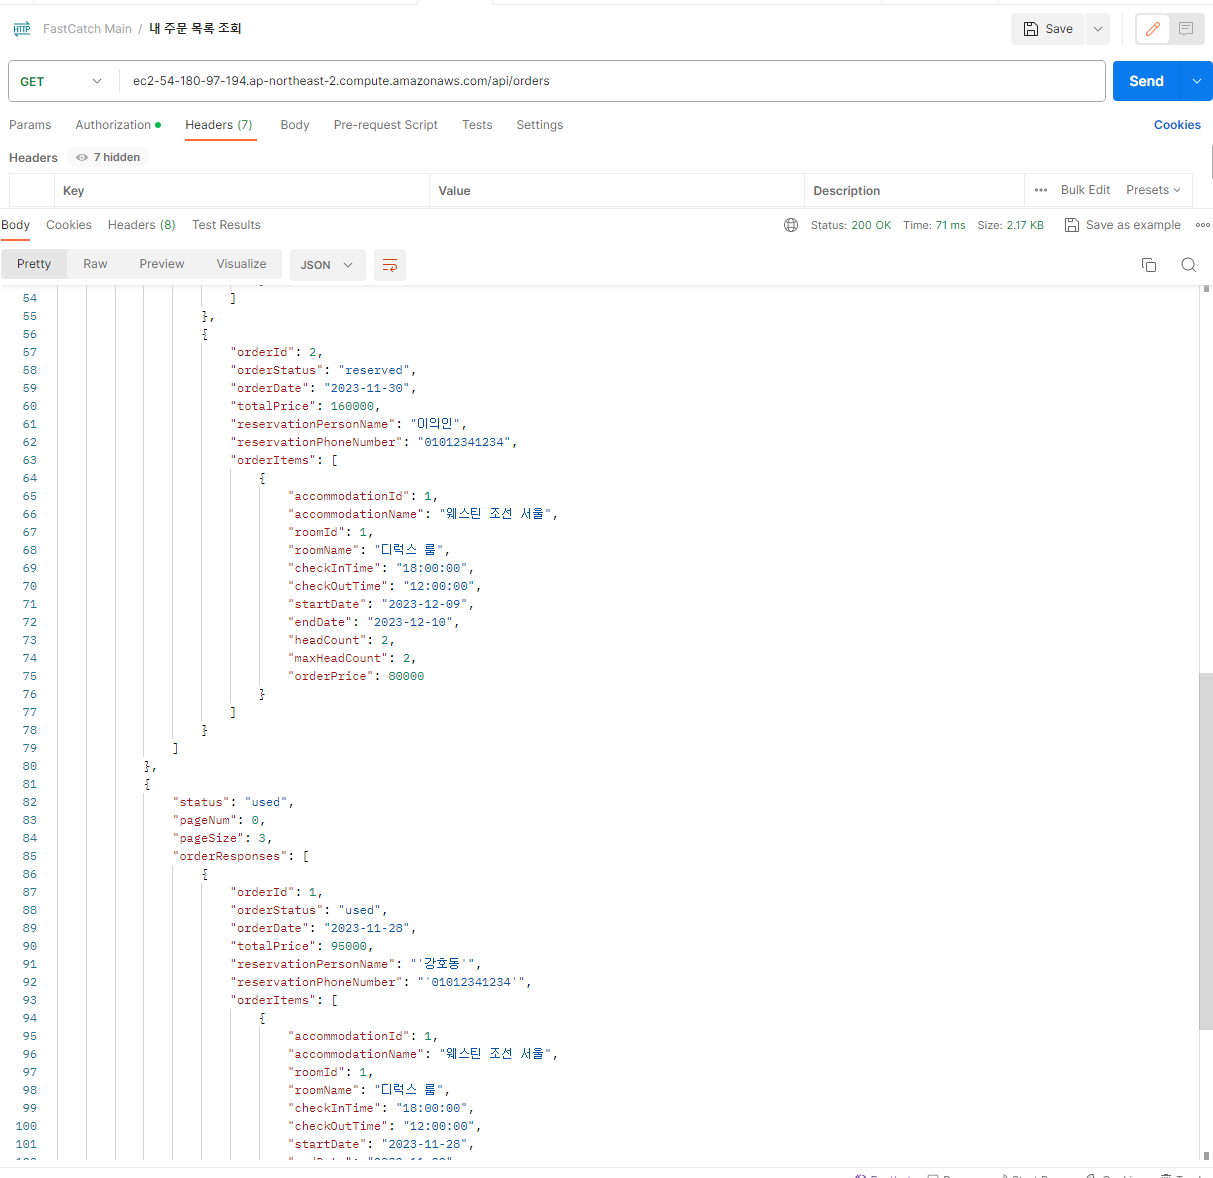 HTTP FastCatch Main / 내 주문 목록 조회 Save
GET ec2-54-180-97-194.ap-northeast-2.compute.amazonaws.com/api/orders Send
Params Authorization Headers (7) Body Pre-request Script Tests Settings Cookies
Headers 7 hidden
Key Value Description Bulk Edit Presets
Body Cookies Headers (8) Test Results Status: 200 OK Time: 71 ms Size: 2.17 KB Save as example
Pretty Raw Preview Visualize JSON
54 ]
55 },
56 {
57 "orderId": 2,
58 "orderStatus": "reserved",
59 "orderDate": "2023-11-30",
60 "totalPrice": 160000,
61 "reservationPersonName": "이의인",
62 "reservationPhoneNumber": "01012341234",
63 "orderItems": [
64 {
65 "accommodationId": 1,
66 "accommodationName": "웨스틴 조선 서울",
67 "roomId": 1,
68 "roomName": "디럭스 룸",
69 "checkInTime": "18:00:00",
70 "checkOutTime": "12:00:00",
71 "startDate": "2023-12-09",
72 "endDate": "2023-12-10",
73 "headCount": 2,
74 "maxHeadCount": 2,
75 "orderPrice": 80000
76 }
77 ]
78 }
79 ]
80 },
81 {
82 "status": "used",
83 "pageNum": 0,
84 "pageSize": 3,
85 "orderResponses": [
86 {
87 "orderId": 1,
88 "orderStatus": "used",
89 "orderDate": "2023-11-28",
90 "totalPrice": 95000,
91 "reservationPersonName": "'강호동'",
92 "reservationPhoneNumber": "'01012341234'",
93 "orderItems": [
94 {
95 "accommodationId": 1,
96 "accommodationName": "웨스틴 조선 서울",
97 "roomId": 1,
98 "roomName": "디럭스 룸",
99 "checkInTime": "18:00:00",
100 "checkOutTime": "12:00:00",
101 "startDate": "2023-11-28",